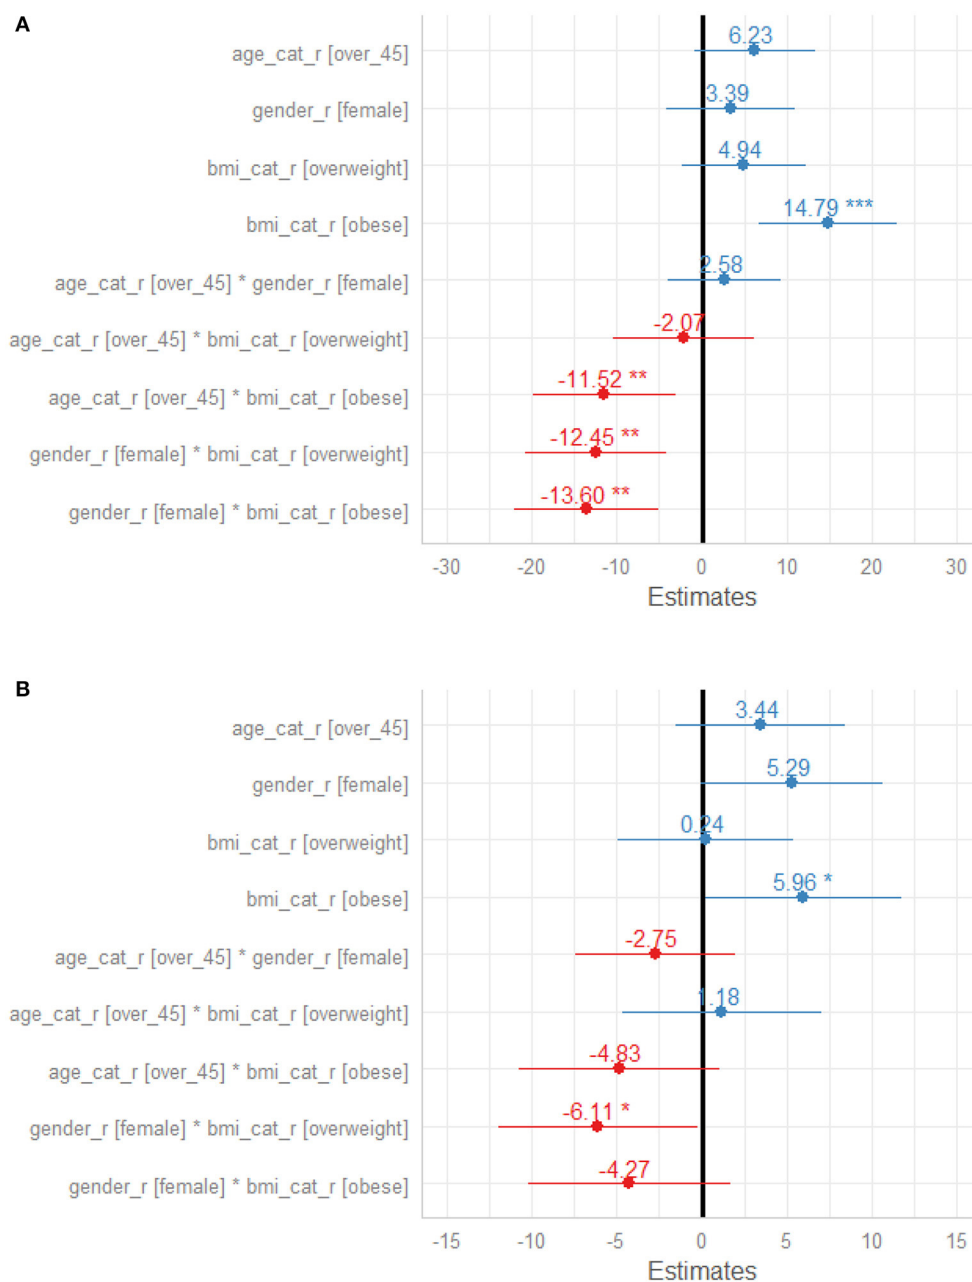 A
age_cat_r [over_45]
6.23
gender_r [female]
3.39
bmi_cat_r [overweight]
4.94
bmi_cat_r [obese]
14.79 ***
age_cat_r [over_45] * gender_r [female]
2.58
age_cat_r [over_45] * bmi_cat_r [overweight]
-2.07
age_cat_r [over_45] * bmi_cat_r [obese]
-11.52 **
gender_r [female] * bmi_cat_r [overweight]
-12.45 **
gender_r [female] * bmi_cat_r [obese]
-13.60 **
-30 -20 -10 0 10 20 30
Estimates
B
age_cat_r [over_45]
3.44
gender_r [female]
5.29
bmi_cat_r [overweight]
0.24
bmi_cat_r [obese]
5.96 *
age_cat_r [over_45] * gender_r [female]
-2.75
age_cat_r [over_45] * bmi_cat_r [overweight]
1.18
age_cat_r [over_45] * bmi_cat_r [obese]
-4.83
gender_r [female] * bmi_cat_r [overweight]
-6.11 *
gender_r [female] * bmi_cat_r [obese]
-4.27
-15 -10 -5 0 5 10 15
Estimates